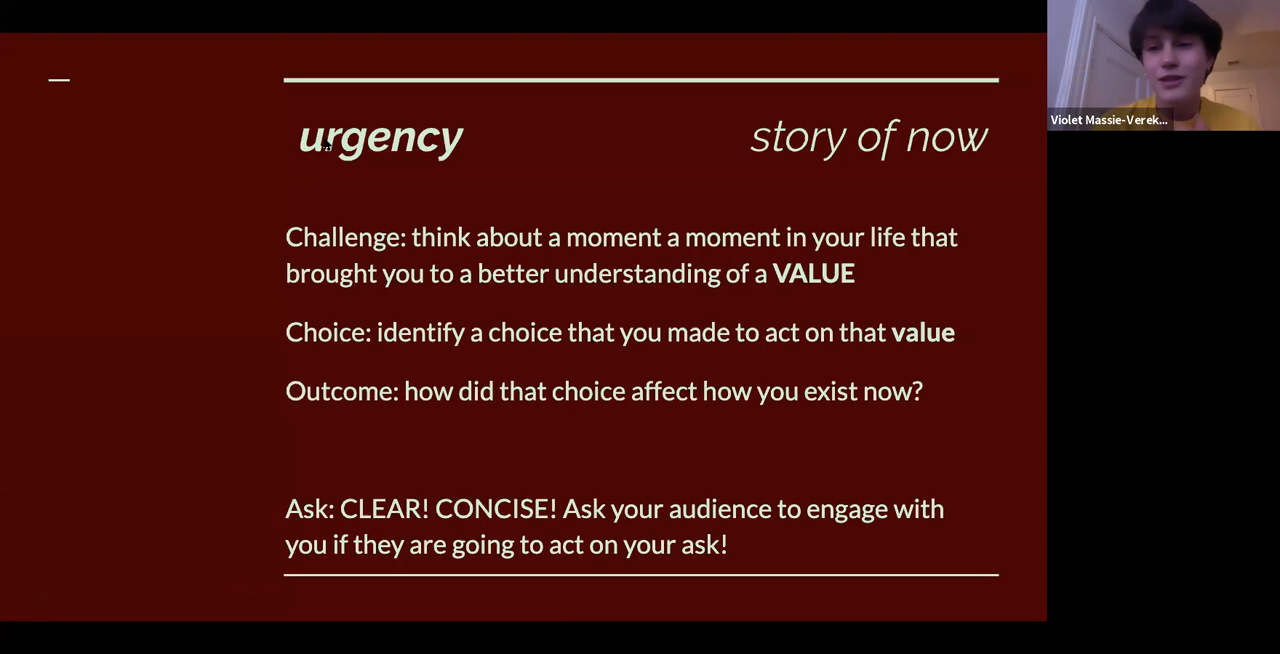 urgency story of now
Challenge: think about a moment a moment in your life that
brought you to a better understanding of a VALUE
Choice: identify a choice that you made to act on that value
Outcome: how did that choice affect how you exist now?
Ask: CLEAR! CONCISE! Ask your audience to engage with
you if they are going to act on your ask!
Violet Massie-Verek...